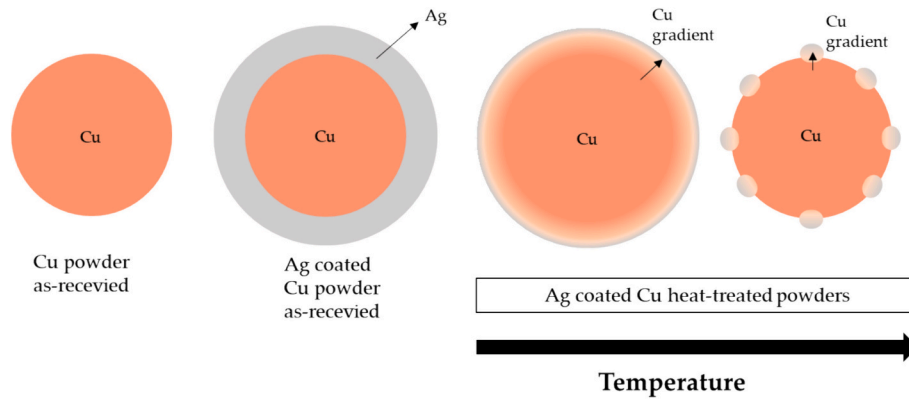 Cu
Cu powder
as-recevied
Ag
Cu
Ag coated
Cu powder
as-recevied
Cu
gradient
Cu
Cu
gradient
Cu
Ag coated Cu heat-treated powders
Temperature